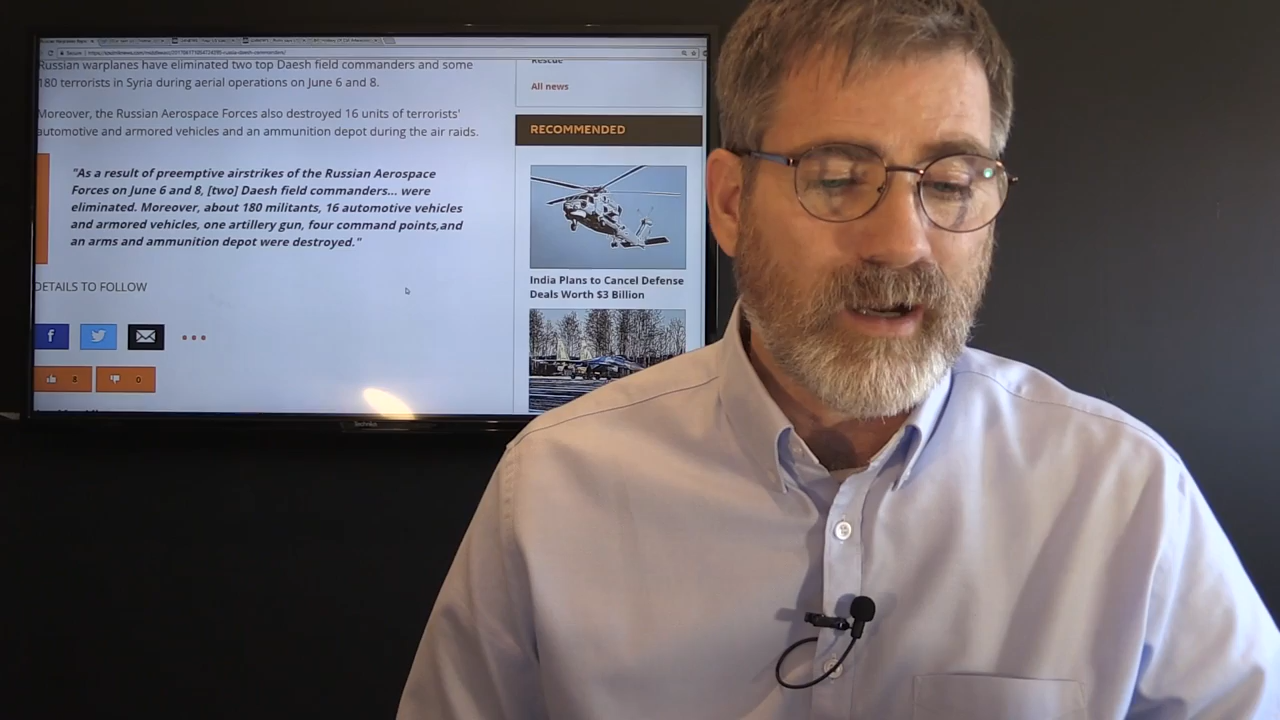 Secure
Russian warplanes have eliminated two top Daesh field commanders and some
180 terrorists in Syria during aerial operations on June 6 and 8.
Moreover, the Russian Aerospace Forces also destroyed 16 units of terrorists'
automotive and armored vehicles and an ammunition depot during the air raids.
"As a result of preemptive airstrikes of the Russian Aerospace
Forces on June 6 and 8, [two] Daesh field commanders... were
eliminated. Moreover, about 180 militants, 16 automotive vehicles
and armored vehicles, one artillery gun, four command points,and
an arms and ammunition depot were destroyed."
DETAILS TO FOLLOW
f
8
0
Rescue
All news
RECOMMENDED
India Plans to Cancel Defense
Deals Worth $3 Billion